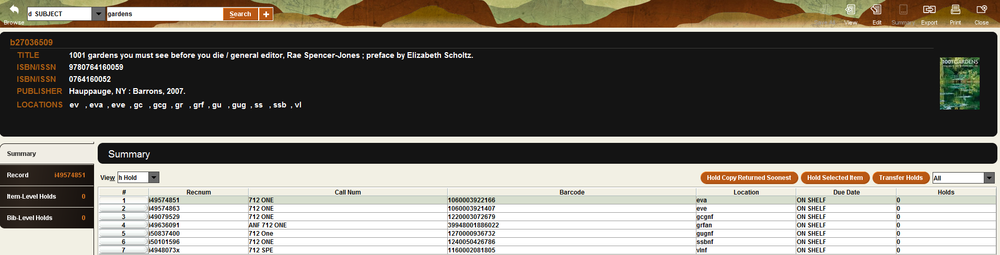 d SUBJECT gardens Search +
Browse Save All View Edit Summary Export Print Close
b27036509
TITLE 1001 gardens you must see before you die / general editor, Rae Spencer-Jones ; preface by Elizabeth Scholtz.
ISBN/ISSN 9780764160059
ISBN/ISSN 0764160052
PUBLISHER Hauppauge, NY : Barrons, 2007.
LOCATIONS ev , eva , eve , gc , gcg , gr , grf , gu , gug , ss , ssb , vl
1001 GARDENS
YOU MUST SEE BEFORE YOU DIE
Summary
Record i49574851
Item-Level Holds 0
Bib-Level Holds 0
Summary
View h Hold Hold Copy Returned Soonest Hold Selected Item Transfer Holds All
# Recnum Call Num Barcode Location Due Date Holds
1 i49574851 712 ONE 1060003922166 eva ON SHELF 0
2 i49574863 712 ONE 1060003921407 eve ON SHELF 0
3 i49079529 712 ONE 1220003072679 gcgnf ON SHELF 0
4 i49636091 ANF 712 ONE 39948001886022 grfan ON SHELF 0
5 i50837400 712 One 1270000936732 gugnf ON SHELF 0
6 i50101596 712 ONE 1240050426786 ssbnf ON SHELF 0
7 i4948073x 712 SPE 1160002081805 vlnf ON SHELF 0